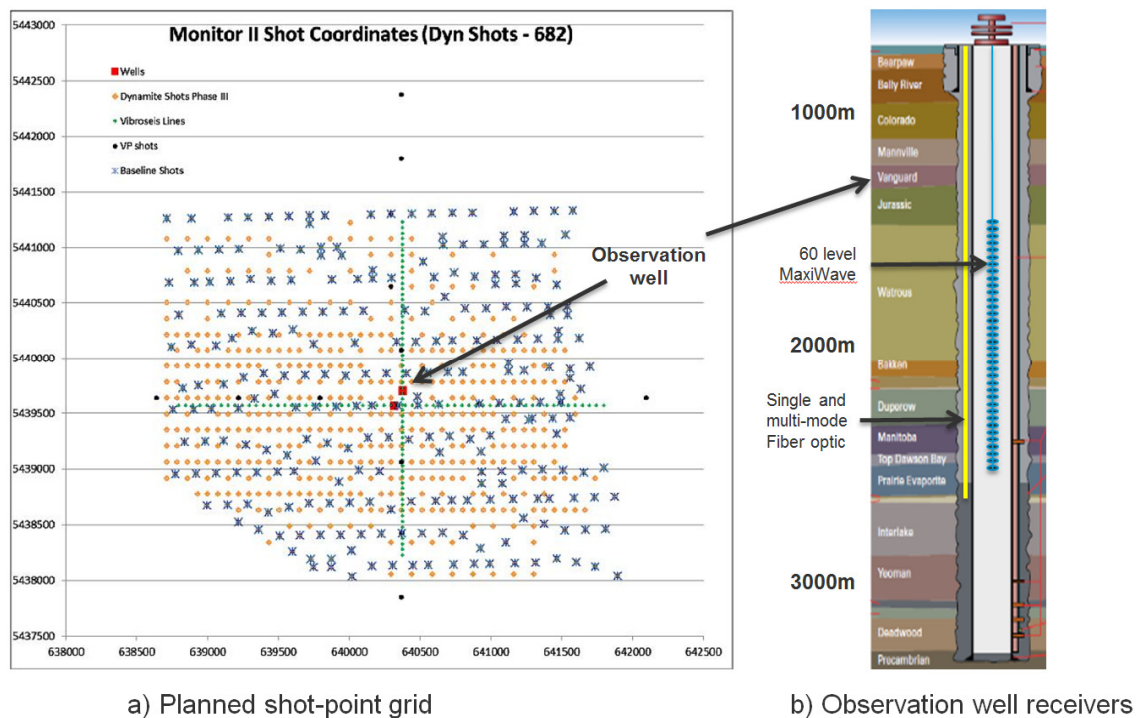 Monitor II Shot Coordinates (Dyn Shots - 682)
Wells
Dynamite Shots Phase III
Vibroseis Lines
VP shots
Baseline Shots
5443000
5442500
5442000
5441500
5441000
5440500
5440000
5439500
5439000
5438500
5438000
5437500
638000
638500
639000
639500
640000
640500
641000
641500
642000
642500
Observation
well
a) Planned shot-point grid
1000m
2000m
3000m
60 level
MaxiWave
Single and
multi-mode
Fiber optic
Bearpaw
Belly River
Colorado
Mannville
Vanguard
Jurassic
Watrous
Bakken
Duperow
Manitoba
Top Dawson Bay
Prairie Evaporite
Interlake
Yeoman
Deadwood
Precambrian
b) Observation well receivers